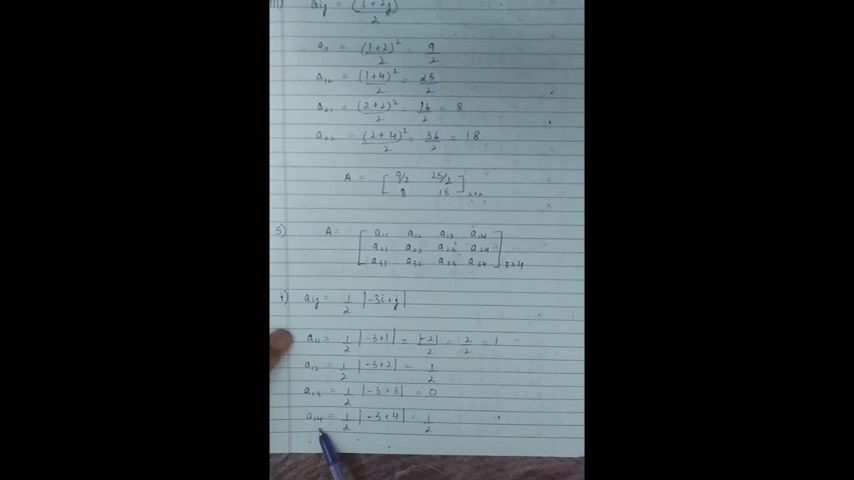 iii) aij = (i+2j)
2
a11 = (1+2)² = 9
2 2
a12 = (1+4)² = 25
2 2
a21 = (2+2)² = 16 = 8
2 2
a22 = (2+4)² = 36 = 18
2 2
A = [ 9/2 25/2
8 18 ] 2×2
5) A = [ a11 a12 a13 a14
a21 a22 a23 a24
a31 a32 a33 a34 ] 3×4
i) aij = 1 |-3i+j|
2
a11 = 1 |-3+1| = |-2| = 2 = 1
2 2 2
a12 = 1 |-3+2| = 1
2 2
a13 = 1 |-3+3| = 0
2
a14 = 1 |-3+4| = 1
2 2